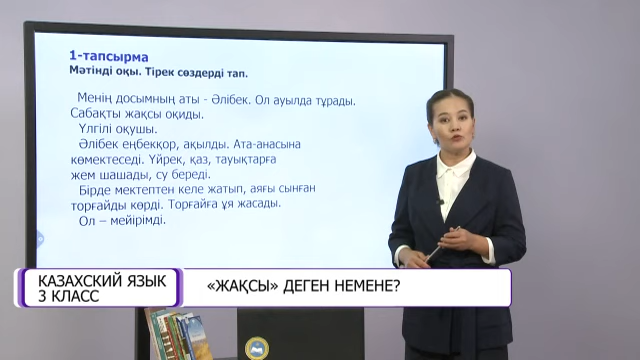 1-тапсырма
Мәтінді оқы. Тірек сөздерді тап.
Менің досымның аты - Әлібек. Ол ауылда тұрады.
Сабақты жақсы оқиды.
Үлгілі оқушы.
Әлібек еңбекқор, ақылды. Ата-анасына
көмектеседі. Үйрек, қаз, тауықтарға
жем шашады, су береді.
Бірде мектептен келе жатып, аяғы сынған
торғайды көрді. Торғайға ұя жасады.
Ол – мейірімді.
КАЗАХСКИЙ ЯЗЫК
3 КЛАСС
«ЖАҚСЫ» ДЕГЕН НЕМЕНЕ?